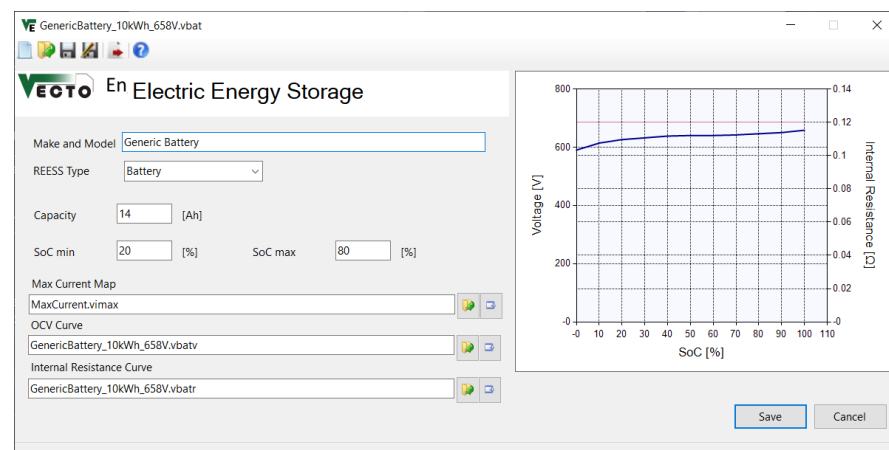 VE GenericBattery_10kWh_658V.vbat
VECTO En Electric Energy Storage
Make and Model Generic Battery
REESS Type Battery
Capacity 14 [Ah]
SoC min 20 [%] SoC max 80 [%]
Max Current Map
MaxCurrent.vimax
OCV Curve
GenericBattery_10kWh_658V.vbatv
Internal Resistance Curve
GenericBattery_10kWh_658V.vbatr
Voltage [V]
800
600
400
200
-0
0.14
0.12
0.1
0.08
0.06
0.04
0.02
-0
Internal Resistance [Ω]
-0 10 20 30 40 50 60 70 80 90 100 110
SoC [%]
Save Cancel